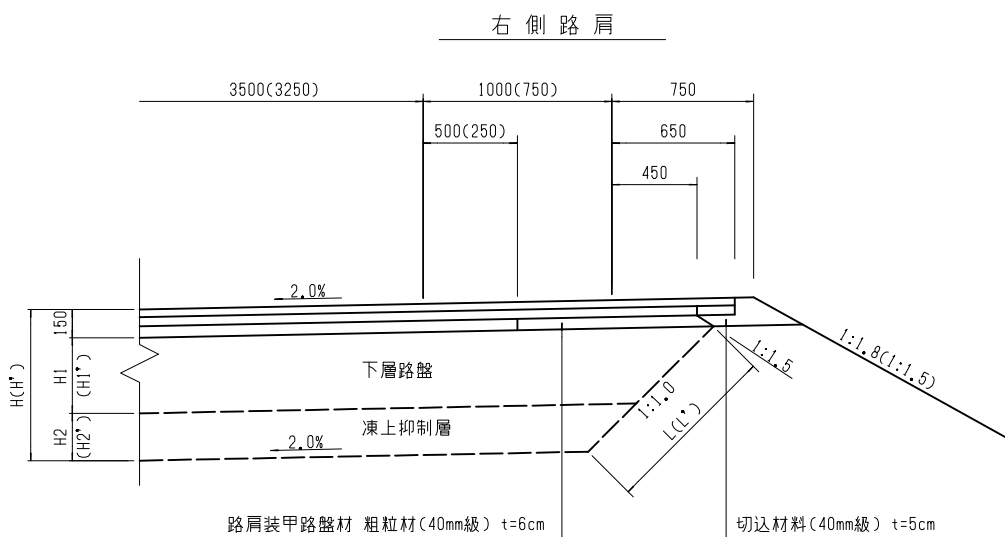 右側路肩
3500(3250)
1000(750)
750
500(250)
650
450
2.0%
150
H(H')
H1
(H1')
H2
(H2')
下層路盤
凍上抑制層
2.0%
1:1.0
L(L')
1:1.5
1:1.8(1:1.5)
路肩装甲路盤材 粗粒材(40mm級) t=6cm
切込材料(40mm級) t=5cm